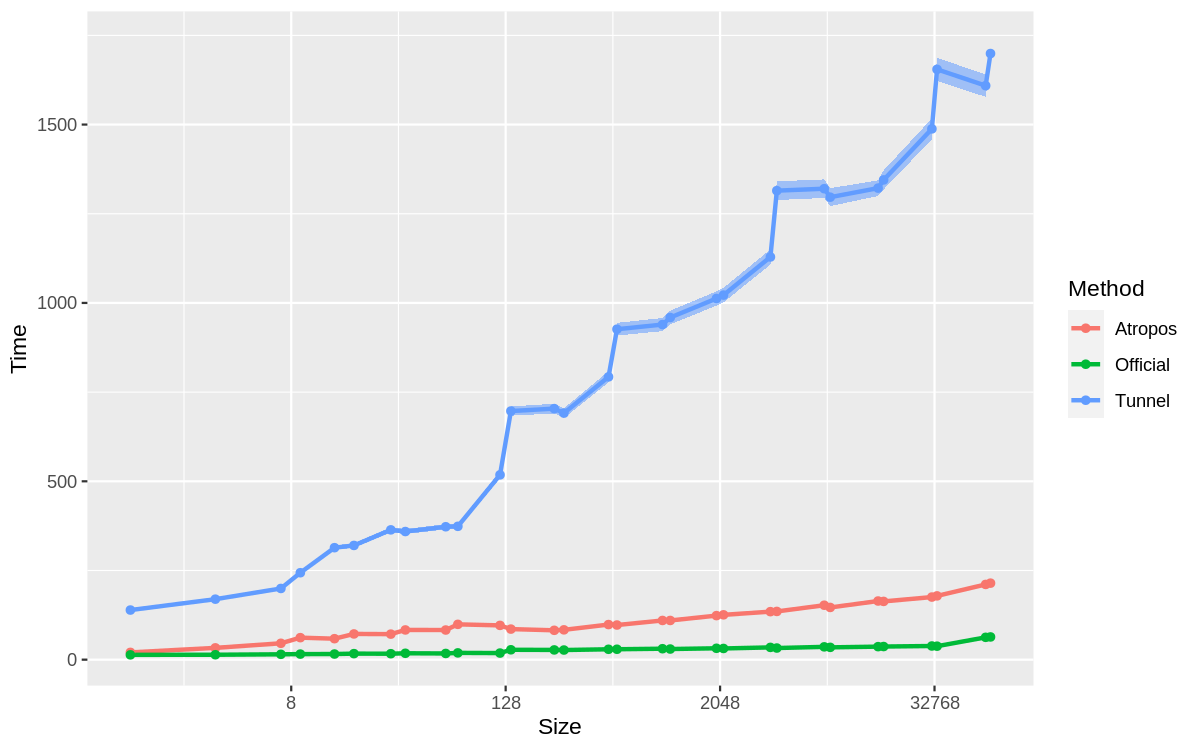 1500
1000
500
0
8
128
2048
32768
Size
Time
Method
Atropos
Official
Tunnel